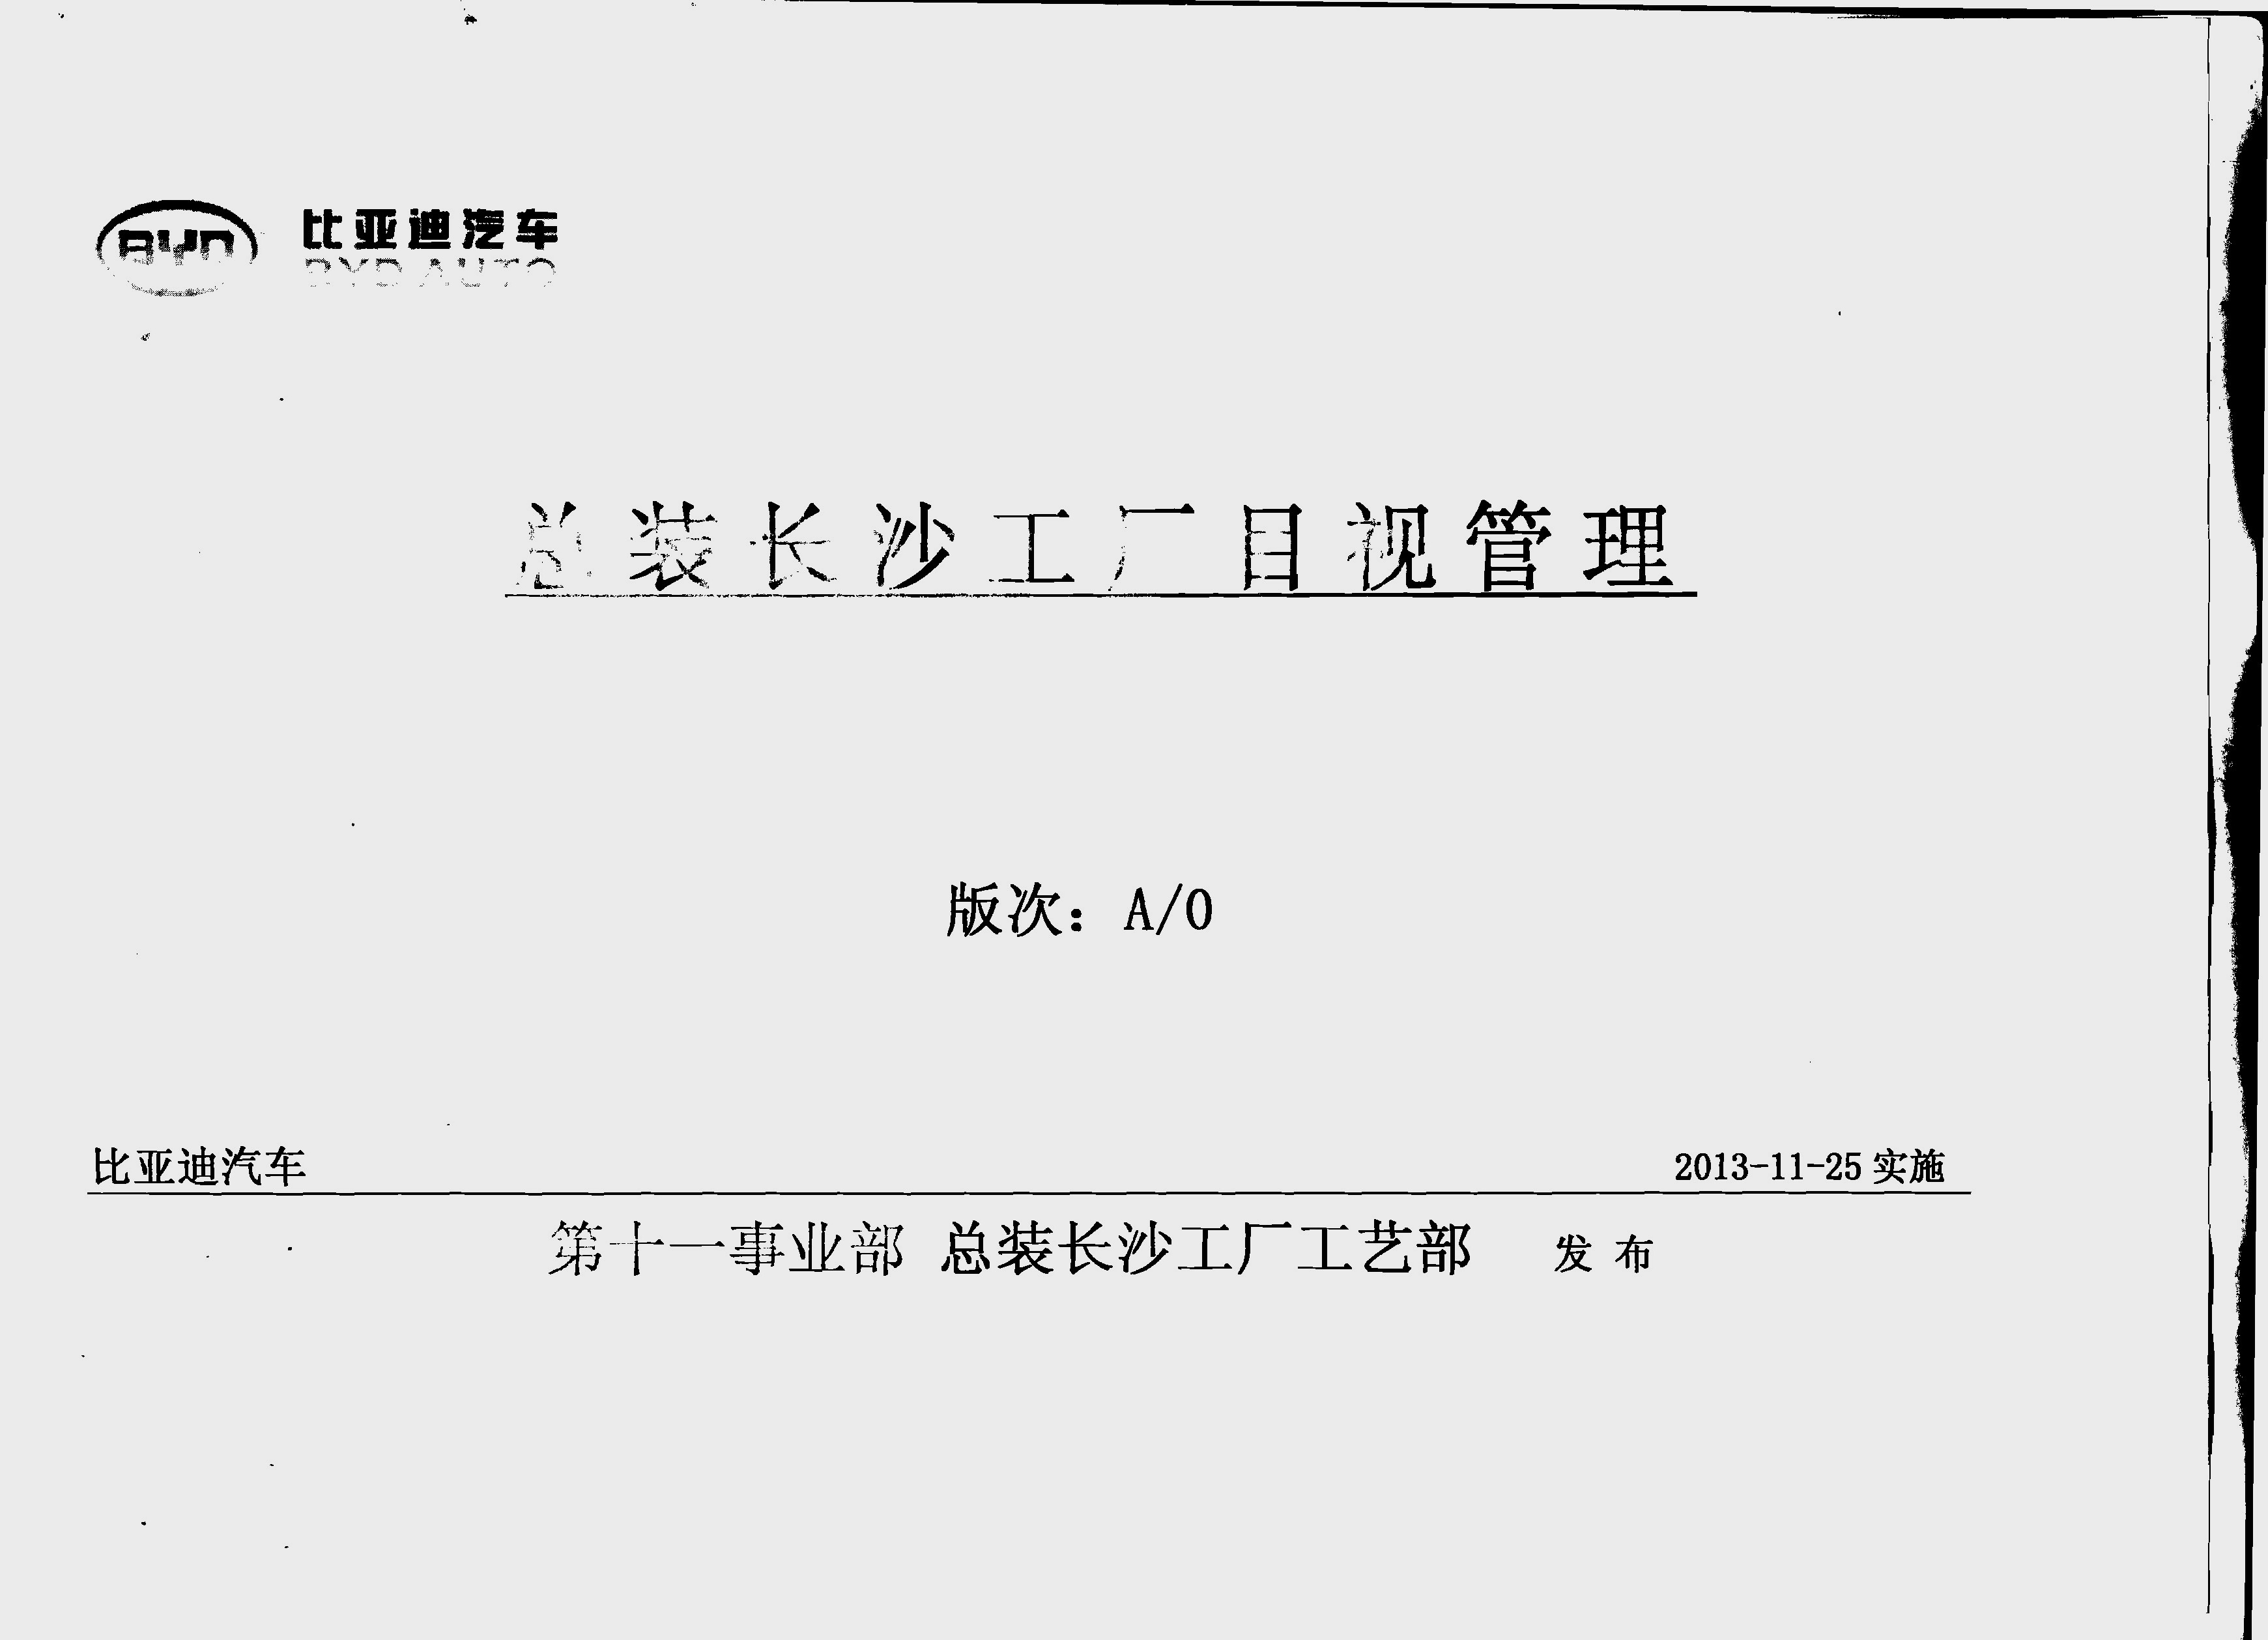 BYD
比亚迪汽车
BYD AUTO
总装长沙工厂目视管理
版次：A/0
比亚迪汽车
2013-11-25 实施
第十一事业部 总装长沙工厂工艺部 发布